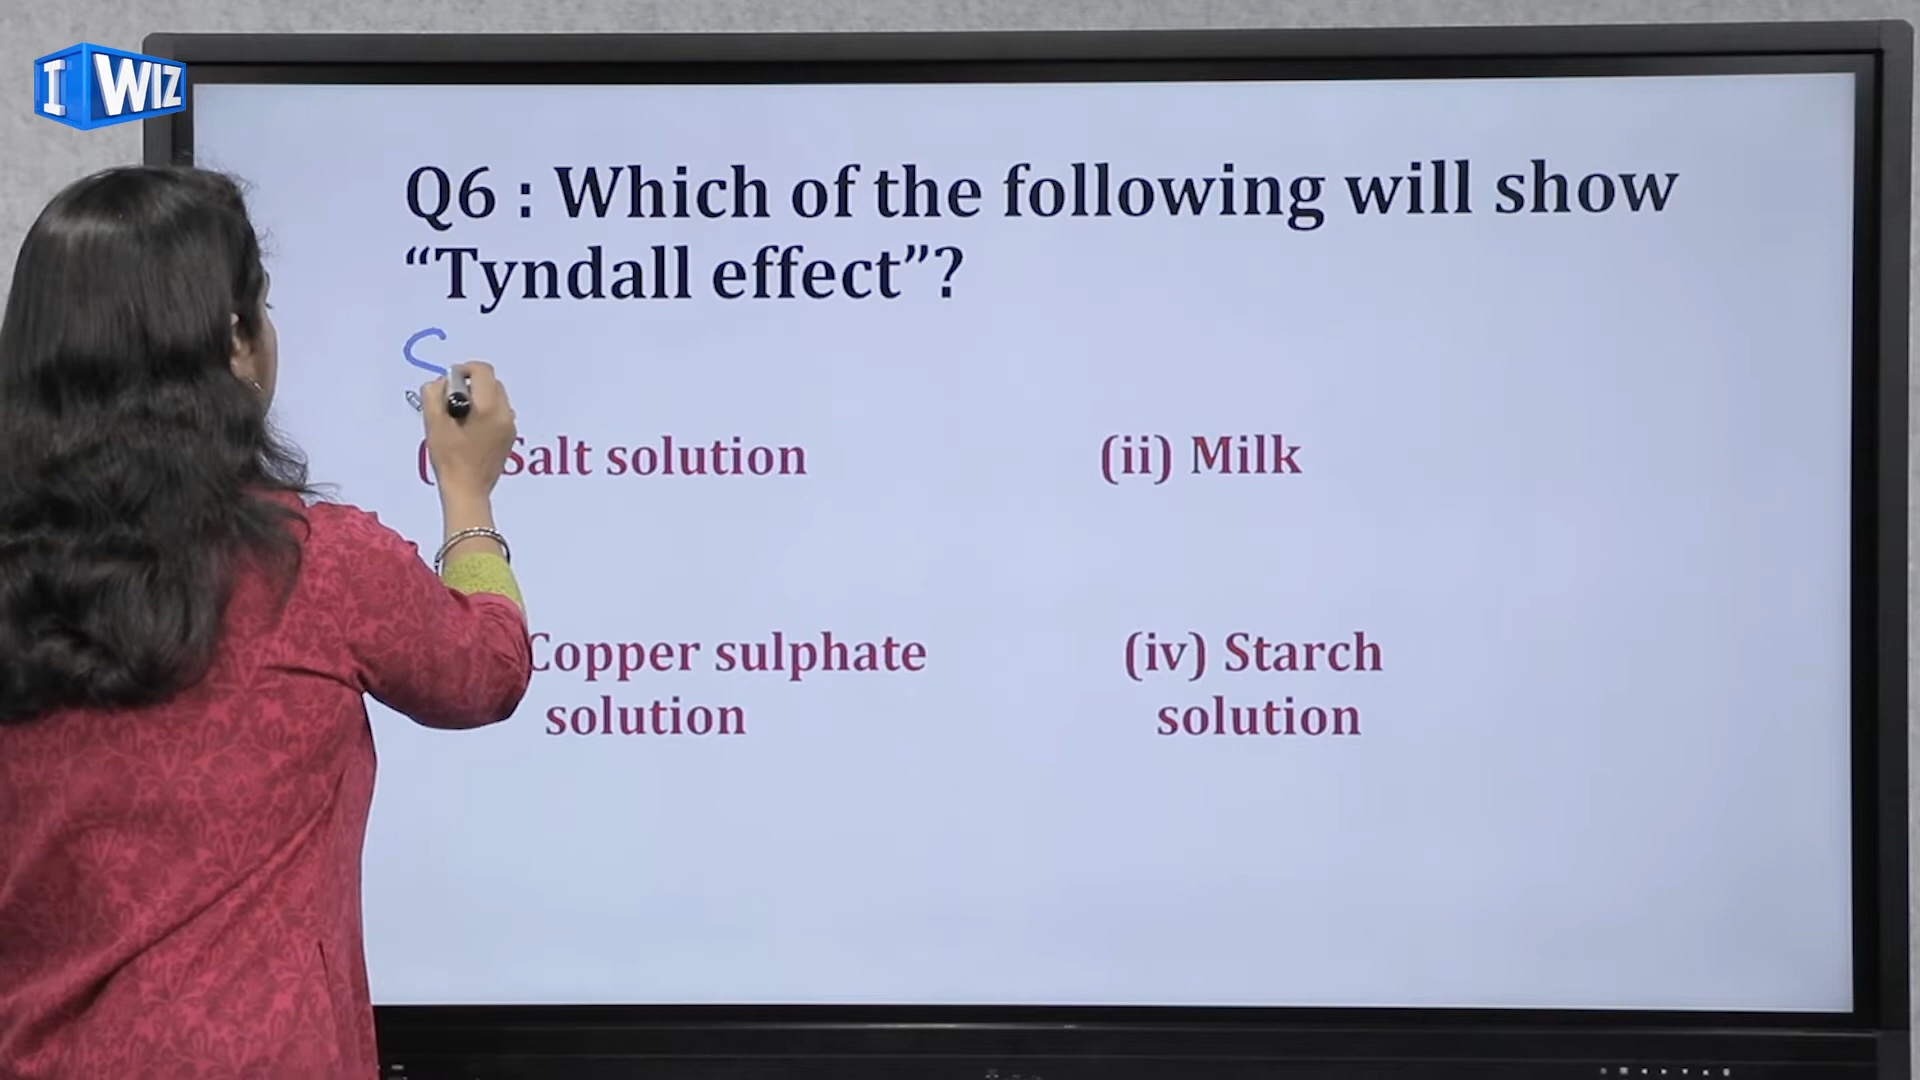 I WIZ
Q6 : Which of the following will show
“Tyndall effect”?
S
( Salt solution
(ii) Milk
Copper sulphate
solution
(iv) Starch
solution